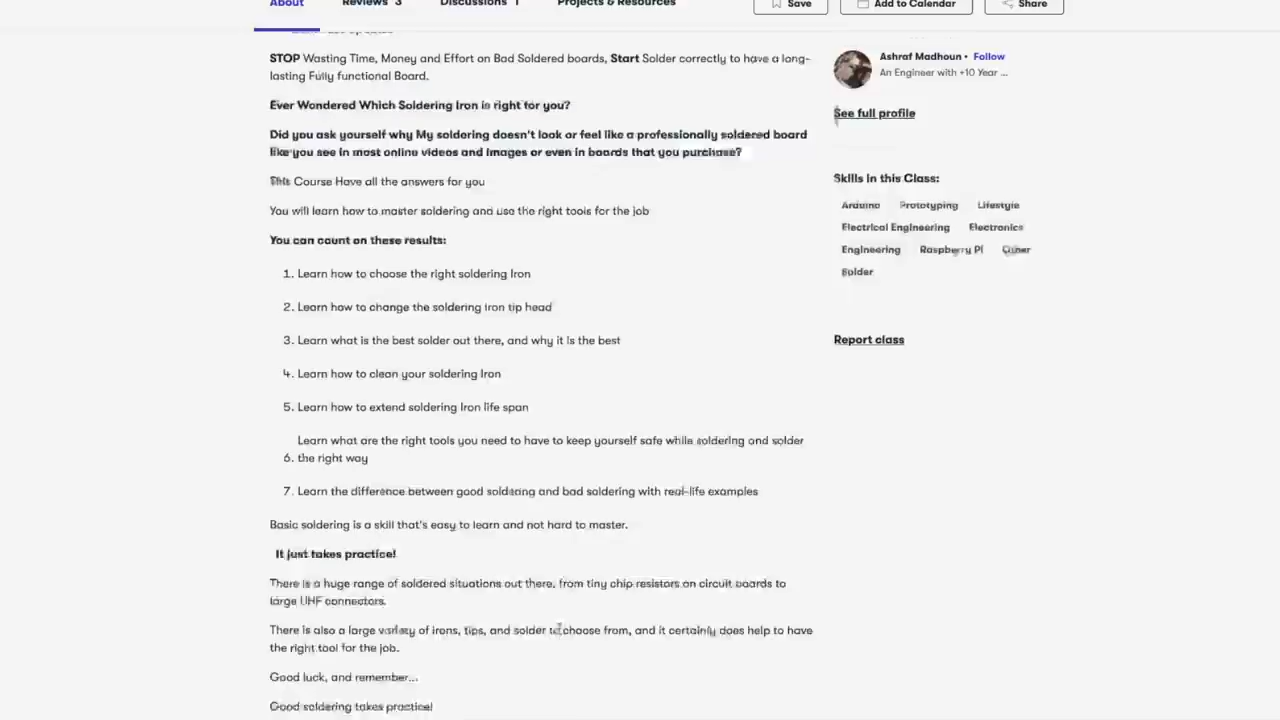 About
Reviews 3
Discussions 1
Projects & Resources
Save
Add to Calendar
Share
STOP Wasting Time, Money and Effort on Bad Soldered boards, Start Solder correctly to have a long-
lasting Fully functional Board.
Ever Wondered Which Soldering Iron is right for you?
Did you ask yourself why My soldering doesn't look or feel like a professionally soldered board
like you see in most online videos and images or even in boards that you purchase?
This Course Have all the answers for you
You will learn how to master soldering and use the right tools for the job
You can count on these results:
1. Learn how to choose the right soldering Iron
2. Learn how to change the soldering iron tip head
3. Learn what is the best solder out there, and why it is the best
4. Learn how to clean your soldering Iron
5. Learn how to extend soldering Iron life span
Learn what are the right tools you need to have to keep yourself safe while soldering and solder
6. the right way
7. Learn the difference between good soldering and bad soldering with real-life examples
Basic soldering is a skill that's easy to learn and not hard to master.
It just takes practice!
There is a huge range of soldered situations out there, from tiny chip resistors on circuit boards to
large UHF connectors.
There is also a large variety of irons, tips, and solder to choose from, and it certainly does help to have
the right tool for the job.
Good luck, and remember...
Good soldering takes practice!
Ashraf Madhoun • Follow
An Engineer with +10 Year ...
See full profile
Skills in this Class:
Arduino Prototyping Lifestyle
Electrical Engineering Electronics
Engineering Raspberry Pi Other
Solder
Report class